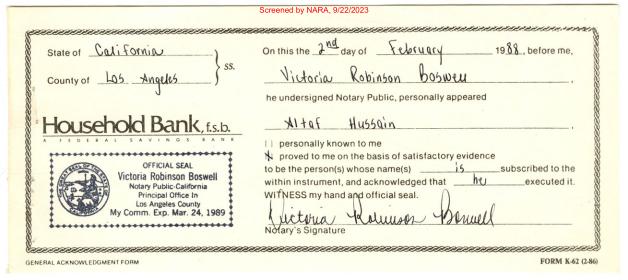 Screened by NARA, 9/22/2023
State of California
County of Los Angeles
} ss.
Household Bank, f.s.b.
A FEDERAL SAVINGS BANK
OFFICIAL SEAL
Victoria Robinson Boswell
Notary Public-California
Principal Office In
Los Angeles County
My Comm. Exp. Mar. 24, 1989
On this the 2nd day of February 1988, before me,
Victoria Robinson Boswell,
he undersigned Notary Public, personally appeared
Altaf Hussain,
personally known to me
X proved to me on the basis of satisfactory evidence
to be the person(s) whose name(s) is subscribed to the
within instrument, and acknowledged that he executed it.
WITNESS my hand and official seal.
Victoria Robinson Boswell
Notary's Signature
GENERAL ACKNOWLEDGMENT FORM
FORM K-62 (2-86)